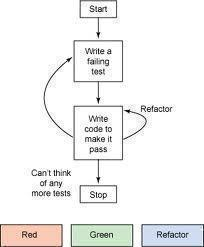 Start
Write a
failing
test
Refactor
Write
code to
make it
pass
Can't think
of any
more tests
Stop
Red
Green
Refactor